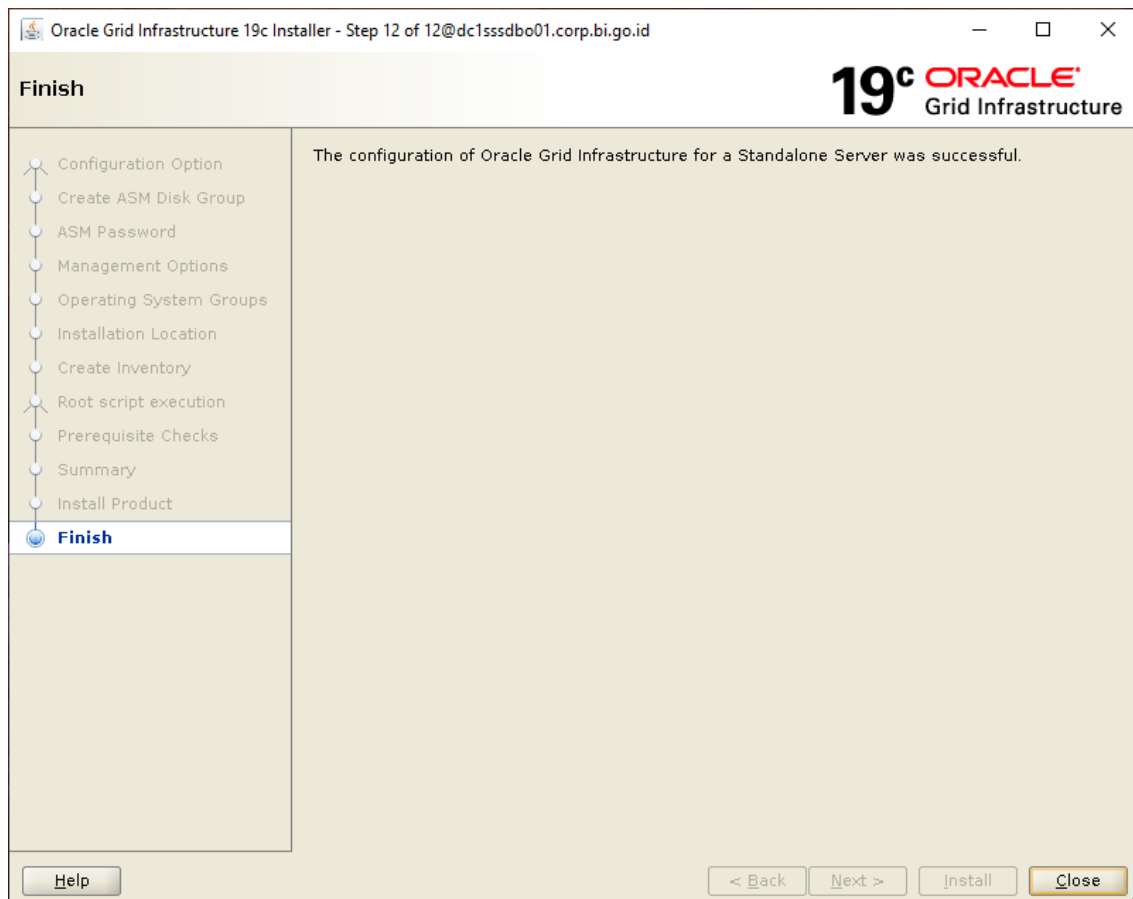 Oracle Grid Infrastructure 19c Installer - Step 12 of 12@dc1sssdbo01.corp.bi.go.id
Finish
19c ORACLE
Grid Infrastructure
Configuration Option
Create ASM Disk Group
ASM Password
Management Options
Operating System Groups
Installation Location
Create Inventory
Root script execution
Prerequisite Checks
Summary
Install Product
Finish
The configuration of Oracle Grid Infrastructure for a Standalone Server was successful.
Help
< Back
Next >
Install
Close